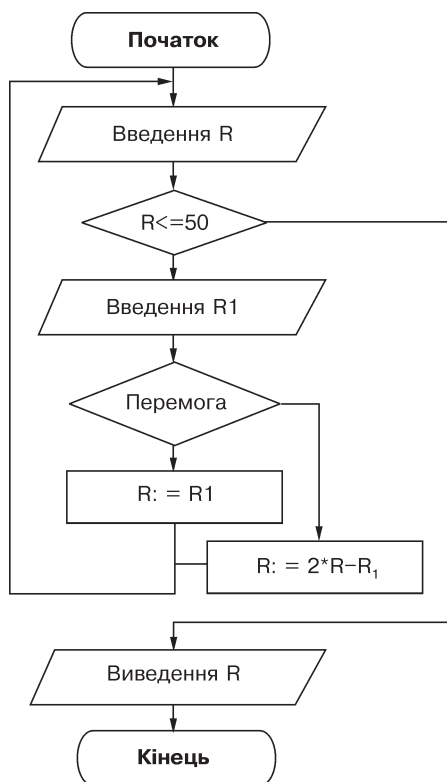 Початок
Введення R
R<=50
Введення R1
Перемога
R: = R1
R: = 2*R–R₁
Виведення R
Кінець